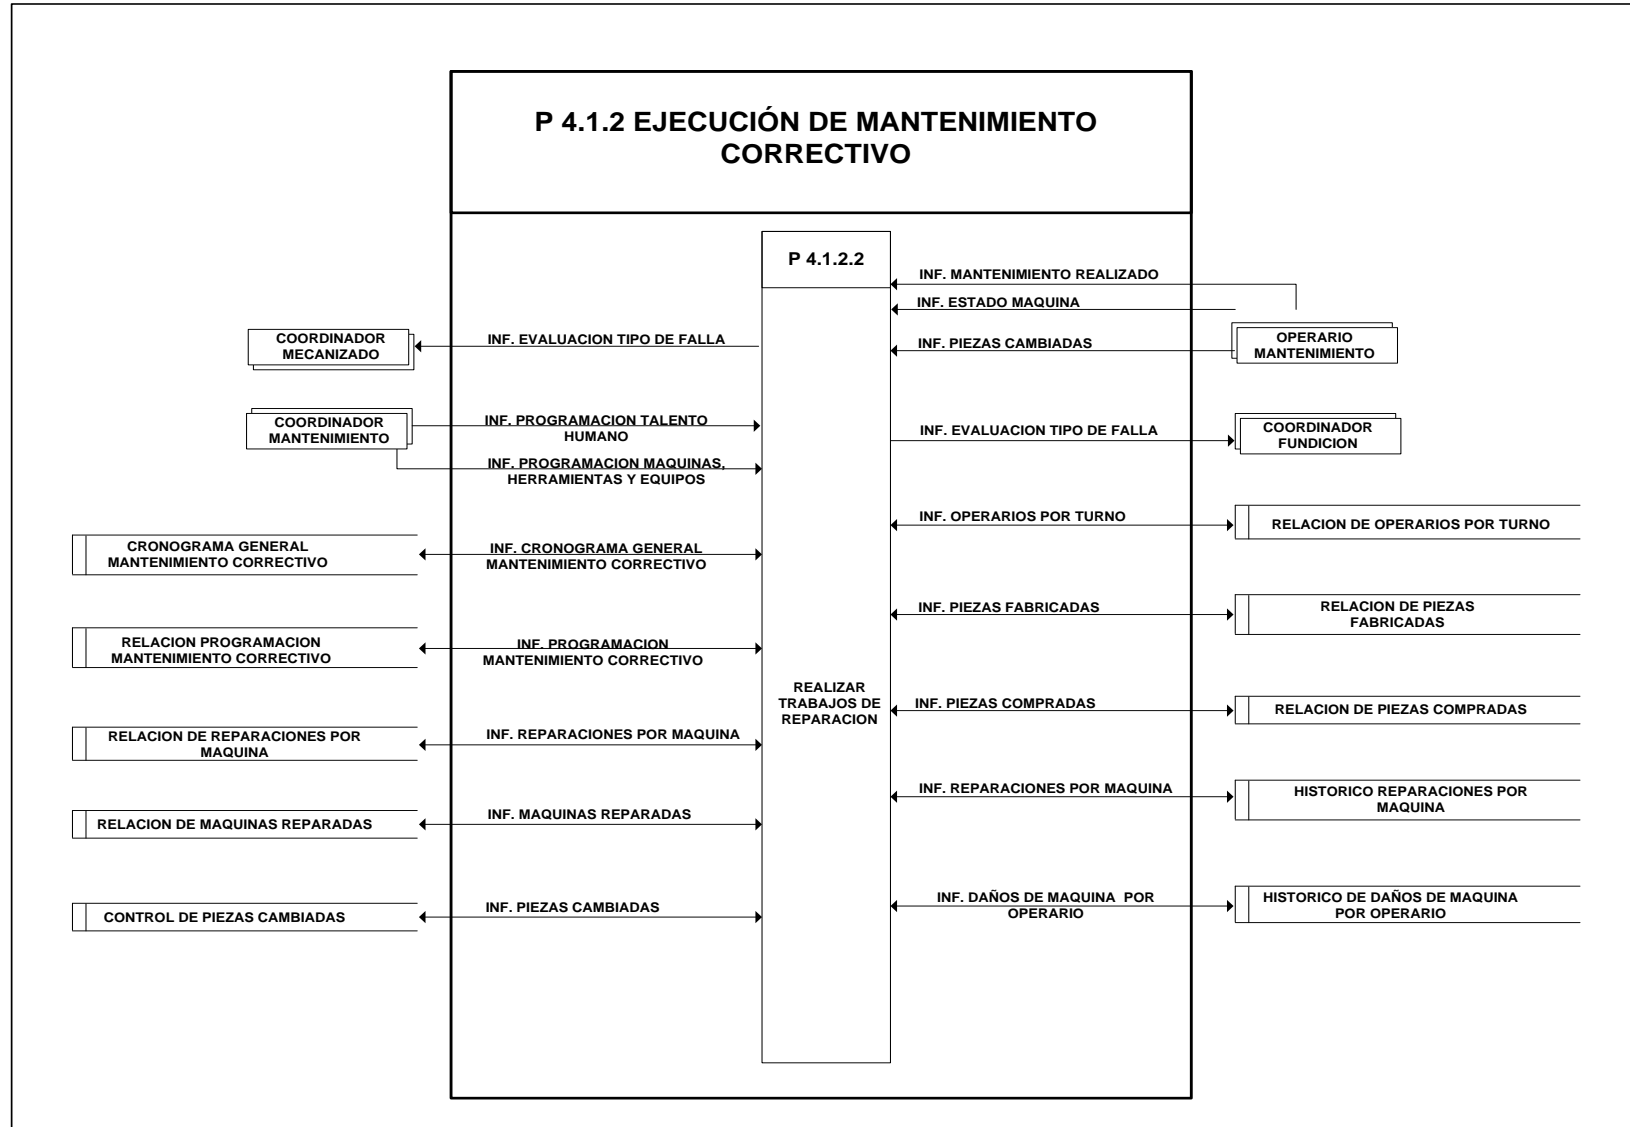 P 4.1.2 EJECUCIÓN DE MANTENIMIENTO
CORRECTIVO
P 4.1.2.2
REALIZAR
TRABAJOS DE
REPARACION
COORDINADOR
MECANIZADO
INF. EVALUACION TIPO DE FALLA
COORDINADOR
MANTENIMIENTO
INF. PROGRAMACION TALENTO
HUMANO
INF. PROGRAMACION MAQUINAS,
HERRAMIENTAS Y EQUIPOS
CRONOGRAMA GENERAL
MANTENIMIENTO CORRECTIVO
INF. CRONOGRAMA GENERAL
MANTENIMIENTO CORRECTIVO
RELACION PROGRAMACION
MANTENIMIENTO CORRECTIVO
INF. PROGRAMACION
MANTENIMIENTO CORRECTIVO
RELACION DE REPARACIONES POR
MAQUINA
INF. REPARACIONES POR MAQUINA
RELACION DE MAQUINAS REPARADAS
INF. MAQUINAS REPARADAS
CONTROL DE PIEZAS CAMBIADAS
INF. PIEZAS CAMBIADAS
INF. MANTENIMIENTO REALIZADO
INF. ESTADO MAQUINA
INF. PIEZAS CAMBIADAS
OPERARIO
MANTENIMIENTO
INF. EVALUACION TIPO DE FALLA
COORDINADOR
FUNDICION
INF. OPERARIOS POR TURNO
RELACION DE OPERARIOS POR TURNO
INF. PIEZAS FABRICADAS
RELACION DE PIEZAS
FABRICADAS
INF. PIEZAS COMPRADAS
RELACION DE PIEZAS COMPRADAS
INF. REPARACIONES POR MAQUINA
HISTORICO REPARACIONES POR
MAQUINA
INF. DAÑOS DE MAQUINA POR
OPERARIO
HISTORICO DE DAÑOS DE MAQUINA
POR OPERARIO